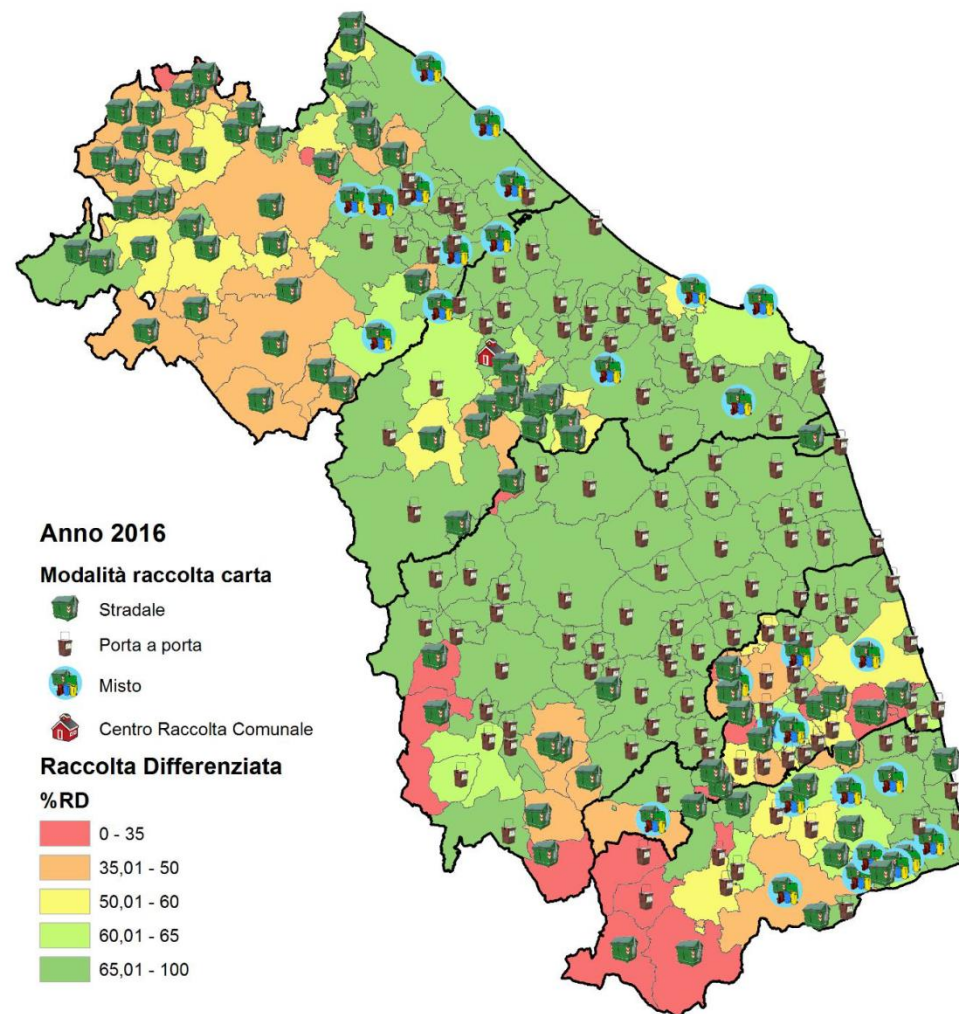 Anno 2016
Modalità raccolta carta
Stradale
Porta a porta
Misto
Centro Raccolta Comunale
Raccolta Differenziata
%RD
0 - 35
35,01 - 50
50,01 - 60
60,01 - 65
65,01 - 100